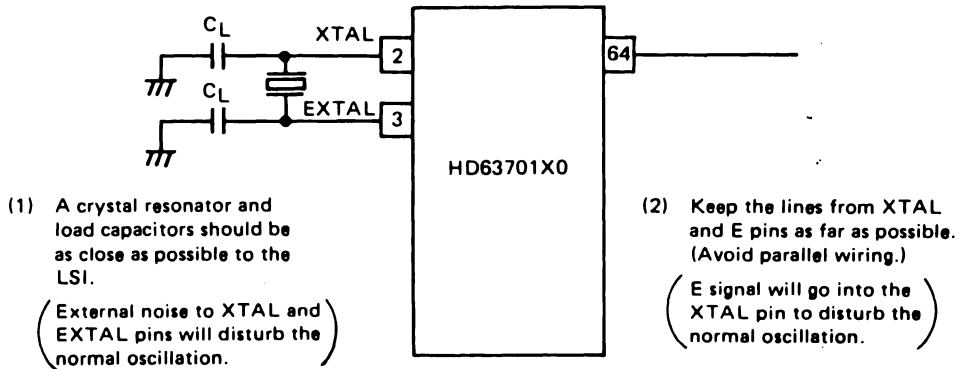 CL
XTAL
2
64
CL
EXTAL
3
HD63701X0
(1) A crystal resonator and
load capacitors should be
as close as possible to the
LSI.
(External noise to XTAL and
EXTAL pins will disturb the
normal oscillation.)
(2) Keep the lines from XTAL
and E pins as far as possible.
(Avoid parallel wiring.)
(E signal will go into the
XTAL pin to disturb the
normal oscillation.)